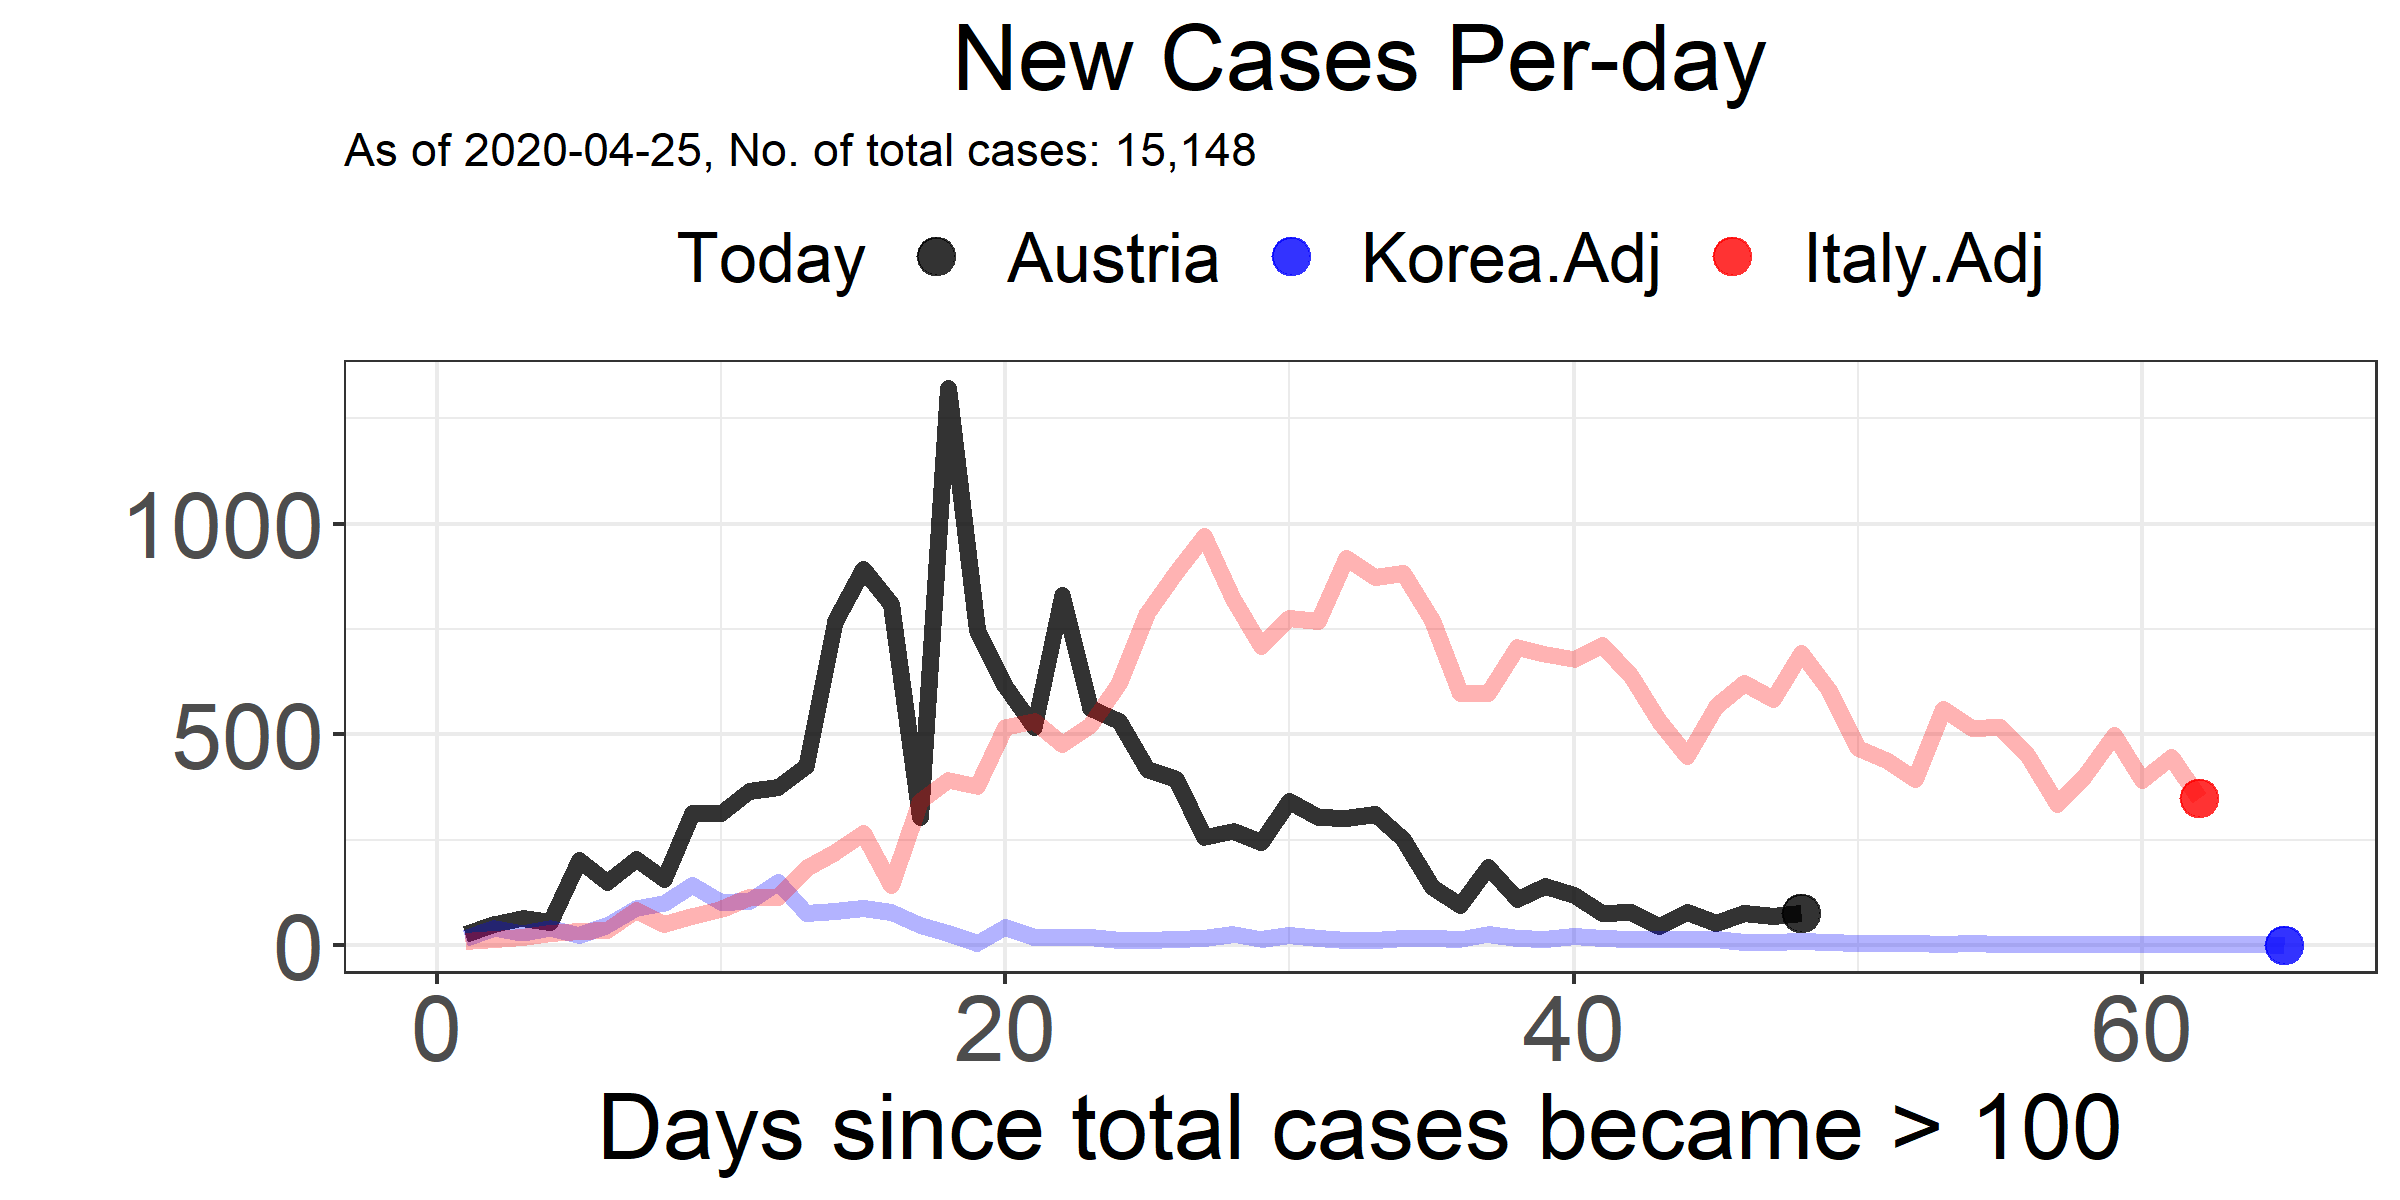 New Cases Per-day
As of 2020-04-25, No. of total cases: 15,148
Today Austria Korea.Adj Italy.Adj
1000
500
0
0 20 40 60
Days since total cases became > 100